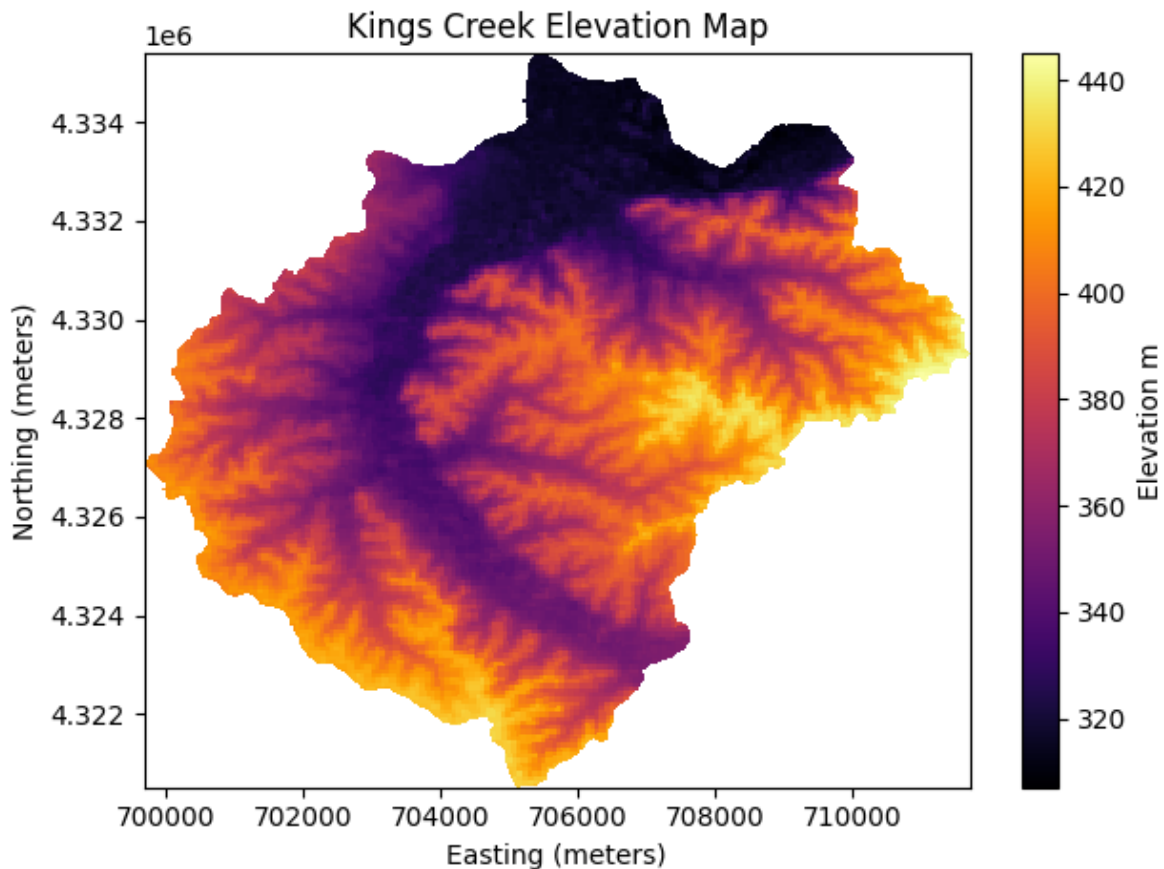 Kings Creek Elevation Map
1e6
4.334
4.332
4.330
4.328
4.326
4.324
4.322
Northing (meters)
700000 702000 704000 706000 708000 710000
Easting (meters)
440
420
400
380
360
340
320
Elevation m